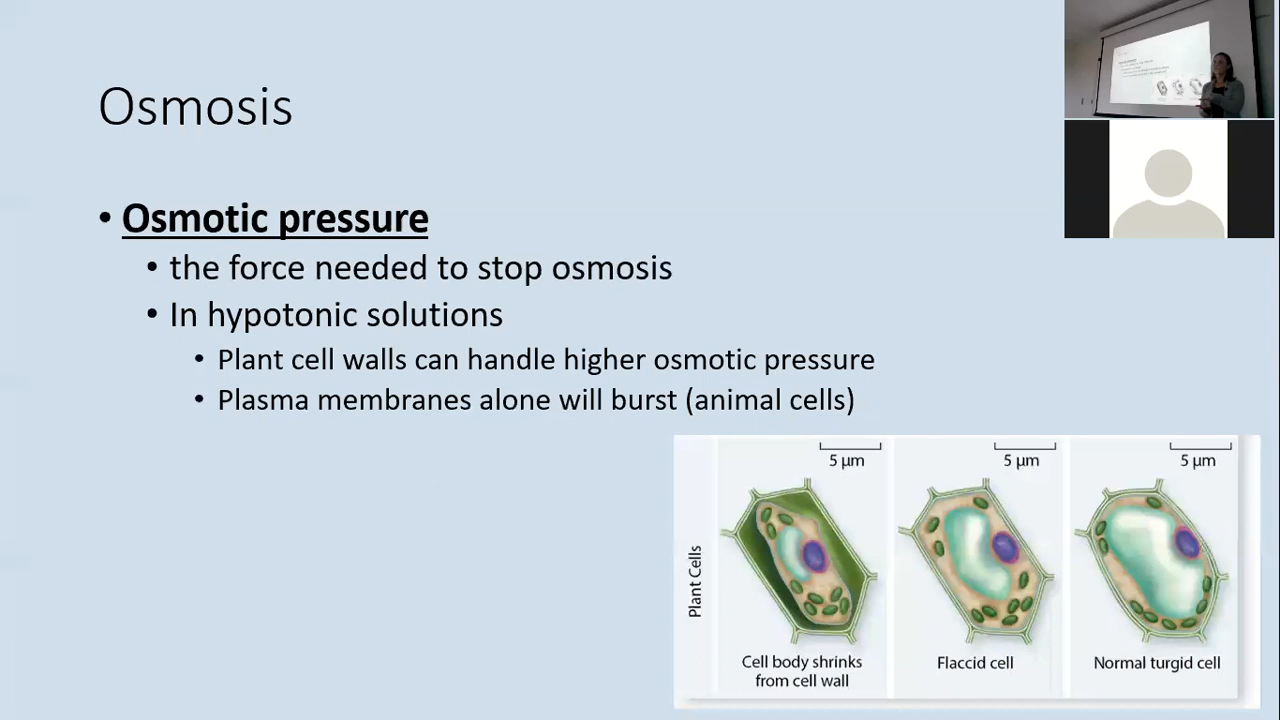 Osmosis
• Osmotic pressure
• the force needed to stop osmosis
• In hypotonic solutions
• Plant cell walls can handle higher osmotic pressure
• Plasma membranes alone will burst (animal cells)
Plant Cells
5 µm
5 µm
5 µm
Cell body shrinks
from cell wall
Flaccid cell
Normal turgid cell